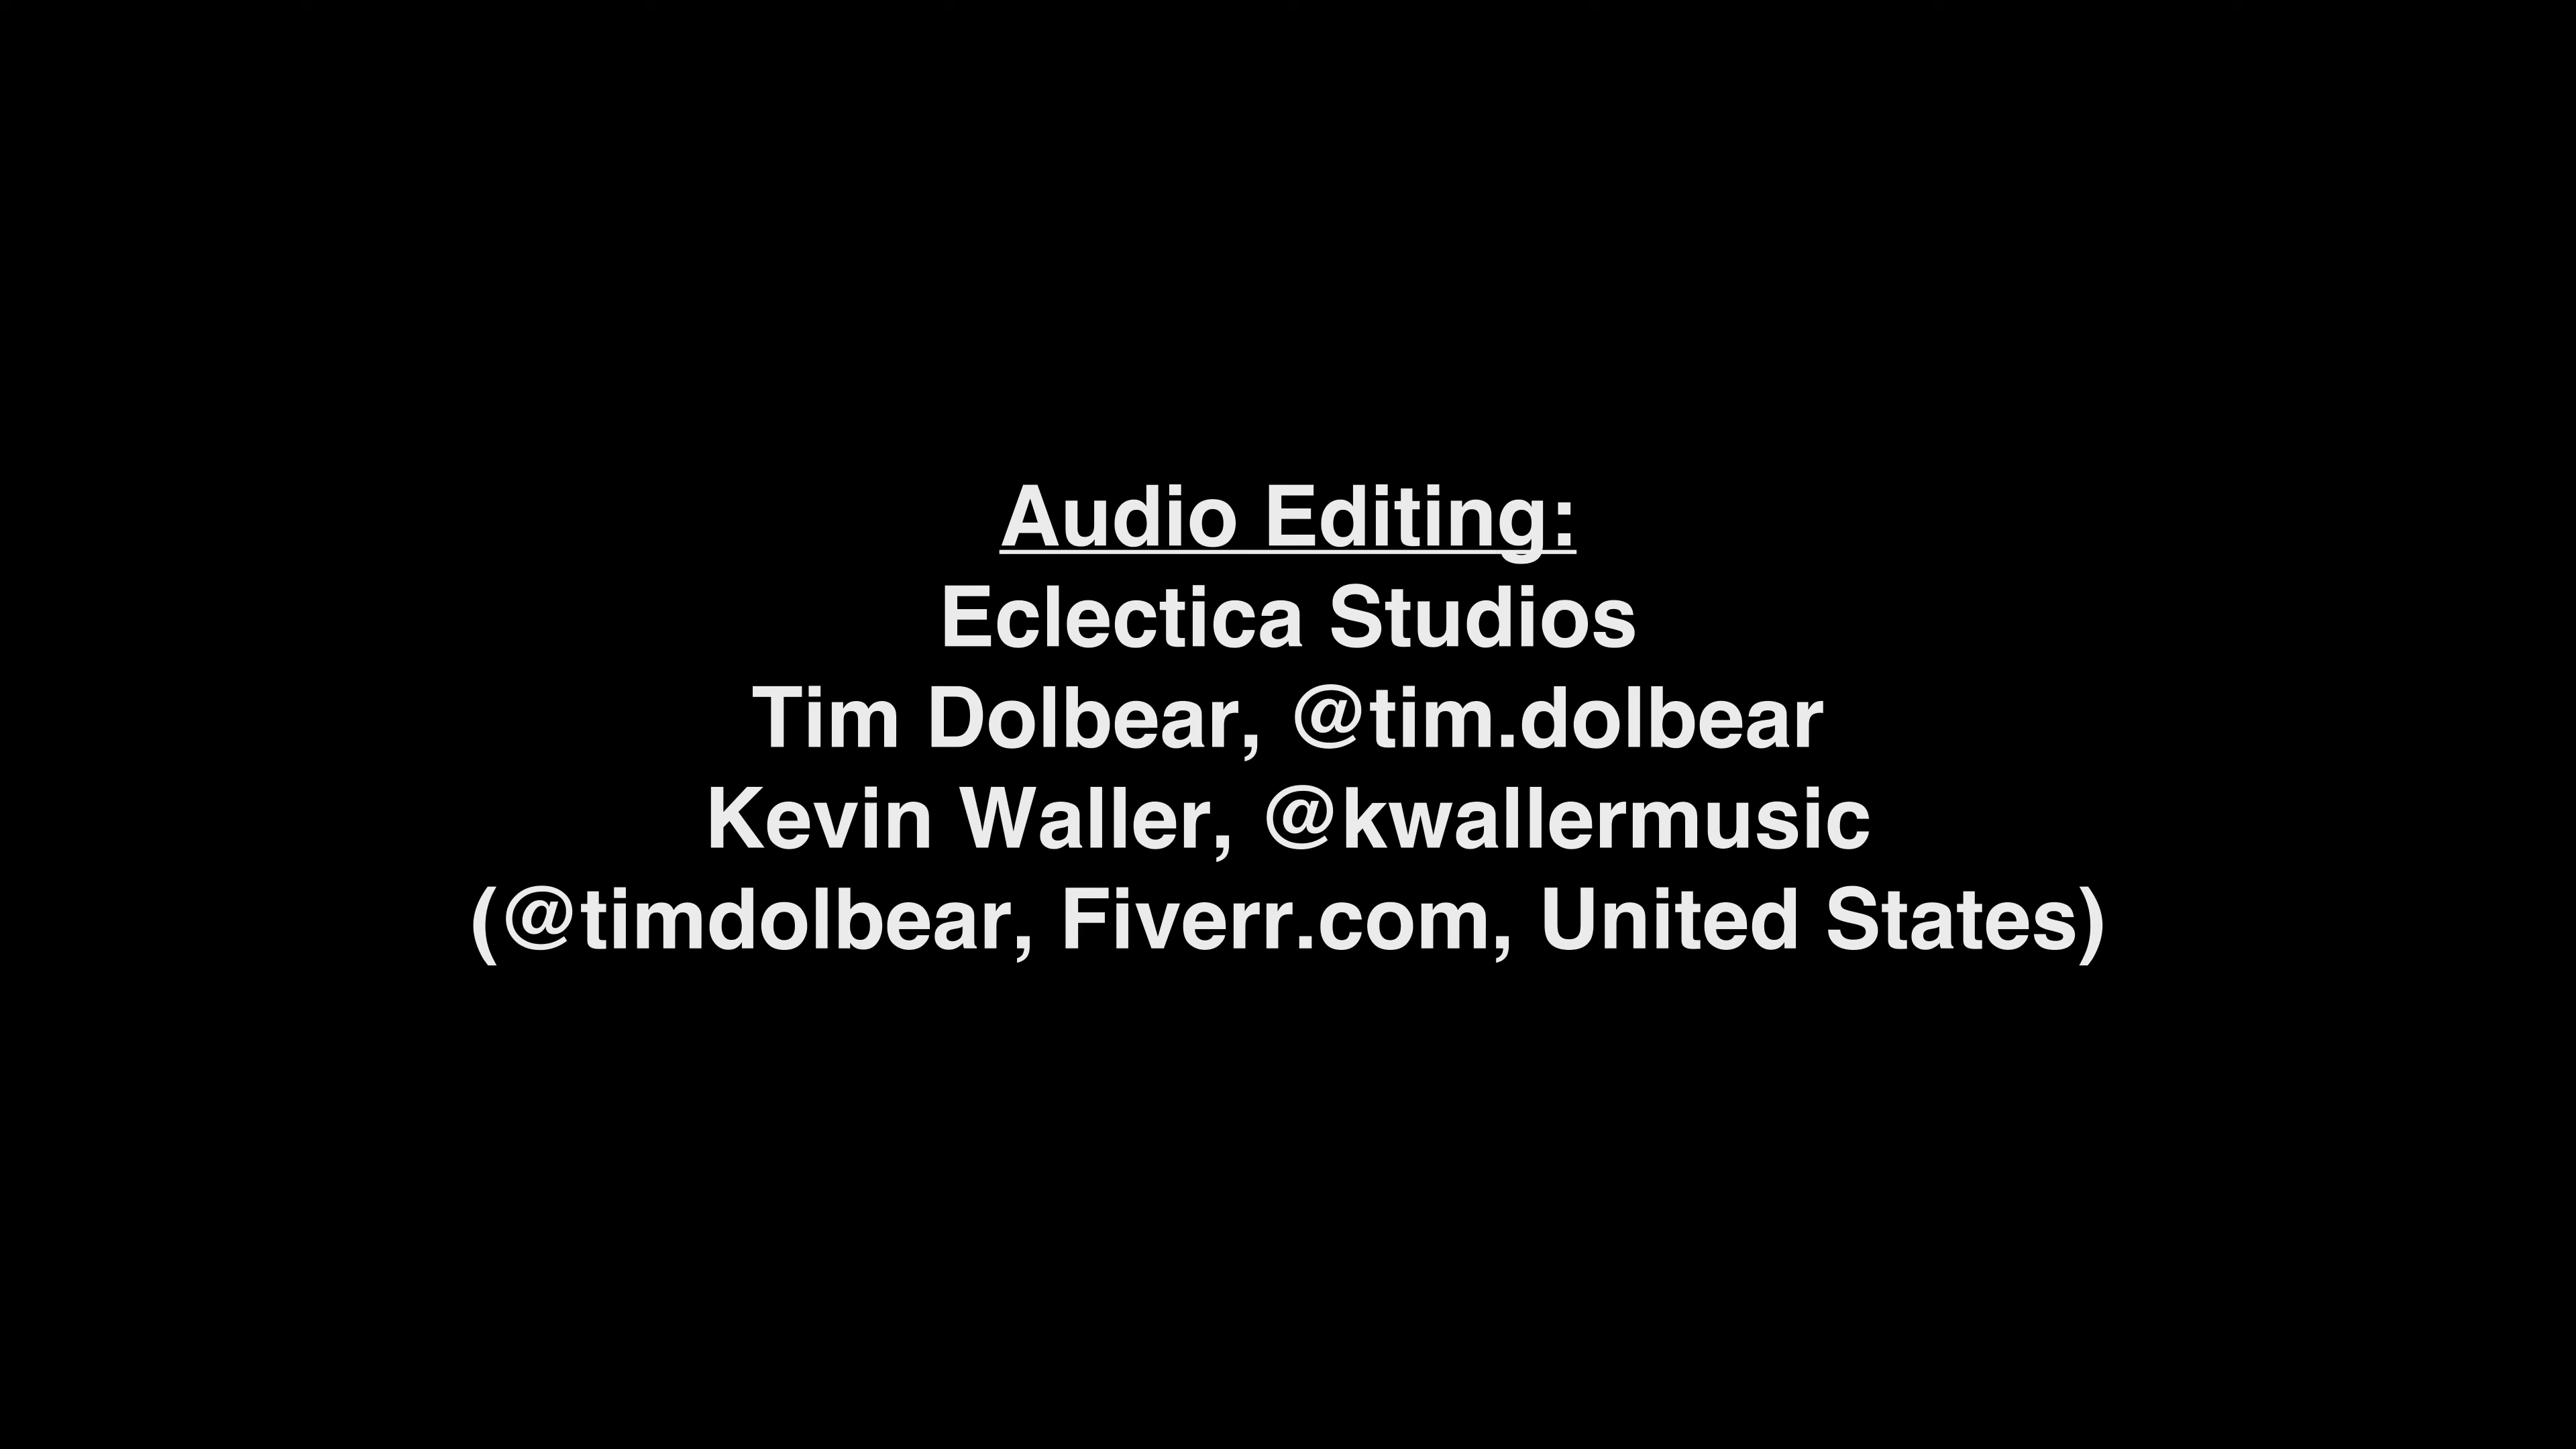 Audio Editing:
Eclectica Studios
Tim Dolbear, @tim.dolbear
Kevin Waller, @kwallermusic
(@timdolbear, Fiverr.com, United States)